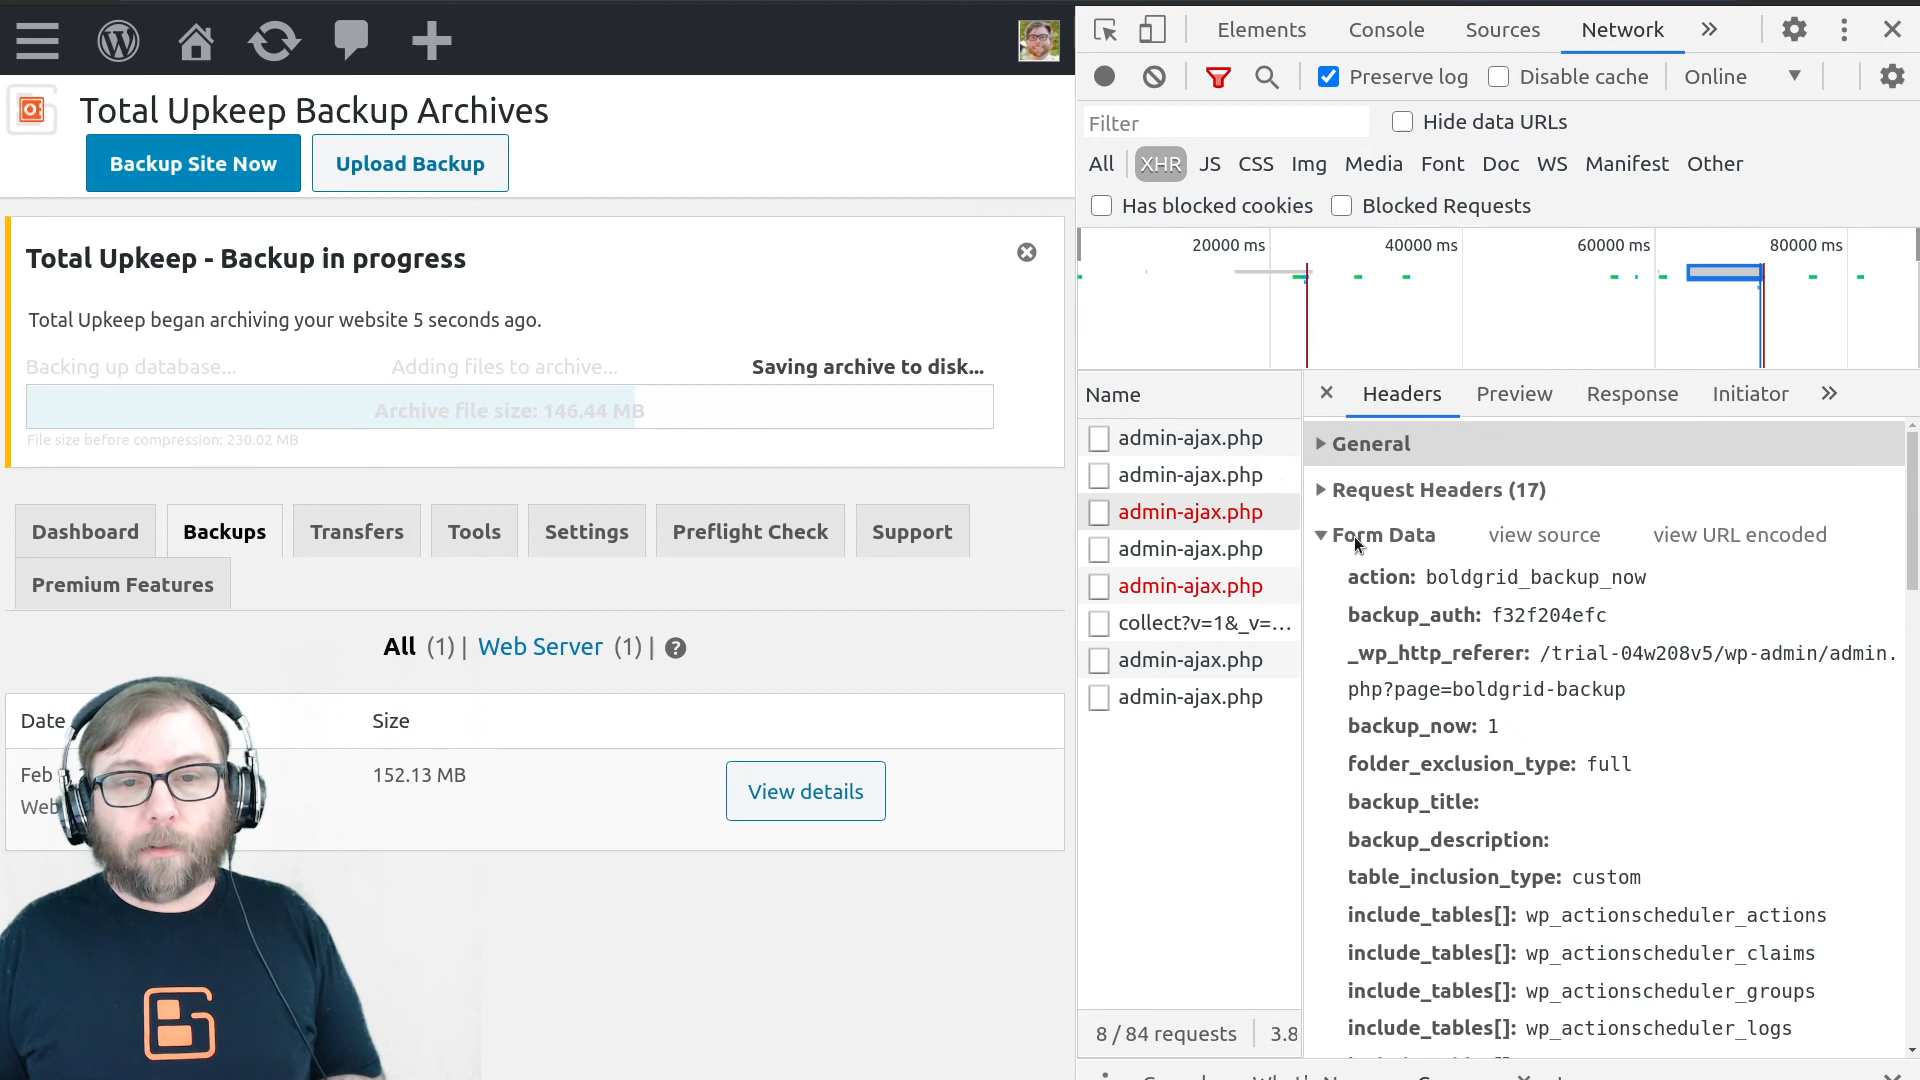 Total Upkeep Backup Archives
Backup Site Now
Upload Backup
Total Upkeep - Backup in progress
Total Upkeep began archiving your website 5 seconds ago.
Backing up database...
Adding files to archive...
Saving archive to disk...
Archive file size: 146.44 MB
File size before compression: 230.02 MB
Dashboard
Backups
Transfers
Tools
Settings
Preflight Check
Support
Premium Features
All (1) | Web Server (1) |
Date
Size
Feb
Web
152.13 MB
View details
Elements
Console
Sources
Network
Preserve log
Disable cache
Online
Filter
Hide data URLs
All
XHR
JS
CSS
Img
Media
Font
Doc
WS
Manifest
Other
Has blocked cookies
Blocked Requests
20000 ms
40000 ms
60000 ms
80000 ms
Name
admin-ajax.php
admin-ajax.php
admin-ajax.php
admin-ajax.php
admin-ajax.php
collect?v=1&_v=...
admin-ajax.php
admin-ajax.php
8 / 84 requests
3.8
Headers
Preview
Response
Initiator
General
Request Headers (17)
Form Data
view source
view URL encoded
action: boldgrid_backup_now
backup_auth: f32f204efc
_wp_http_referer: /trial-04w208v5/wp-admin/admin.
php?page=boldgrid-backup
backup_now: 1
folder_exclusion_type: full
backup_title:
backup_description:
table_inclusion_type: custom
include_tables[]: wp_actionscheduler_actions
include_tables[]: wp_actionscheduler_claims
include_tables[]: wp_actionscheduler_groups
include_tables[]: wp_actionscheduler_logs